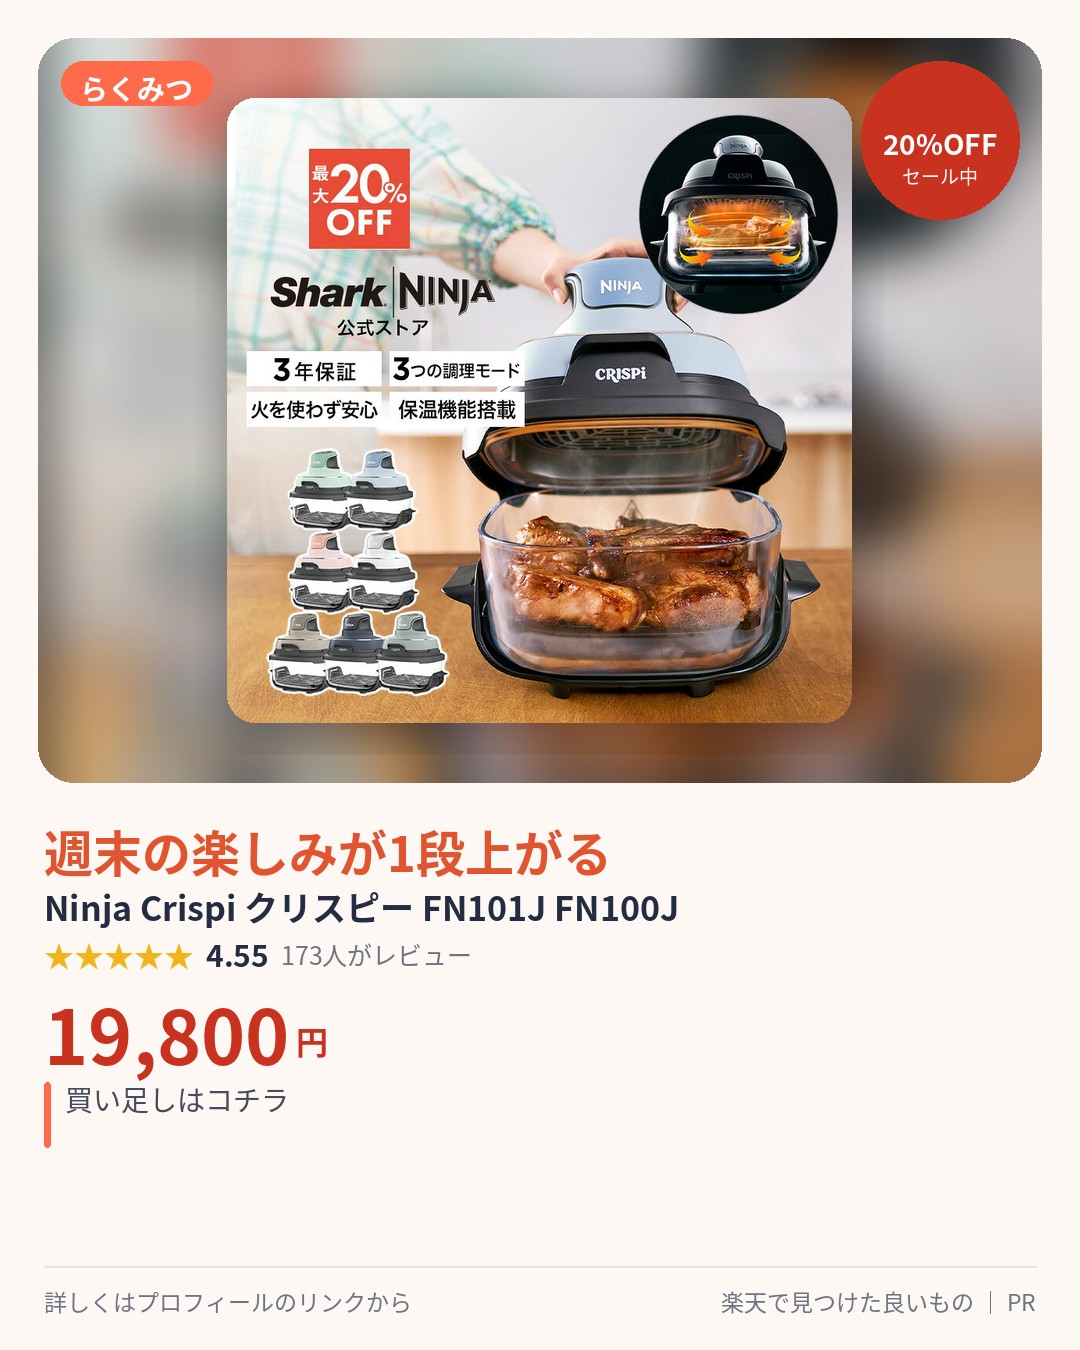 らくみつ
20%OFF
セール中
最大20%
OFF
Shark NINJA
公式ストア
3年保証
3つの調理モード
火を使わず安心
保温機能搭載
NINJA
CRISPi
NINJA
CRISPi
週末の楽しみが1段上がる
Ninja Crispi クリスピー FN101J FN100J
★★★★★ 4.55 173人がレビュー
19,800円
買い足しはコチラ
詳しくはプロフィールのリンクから
楽天で見つけた良いもの｜PR